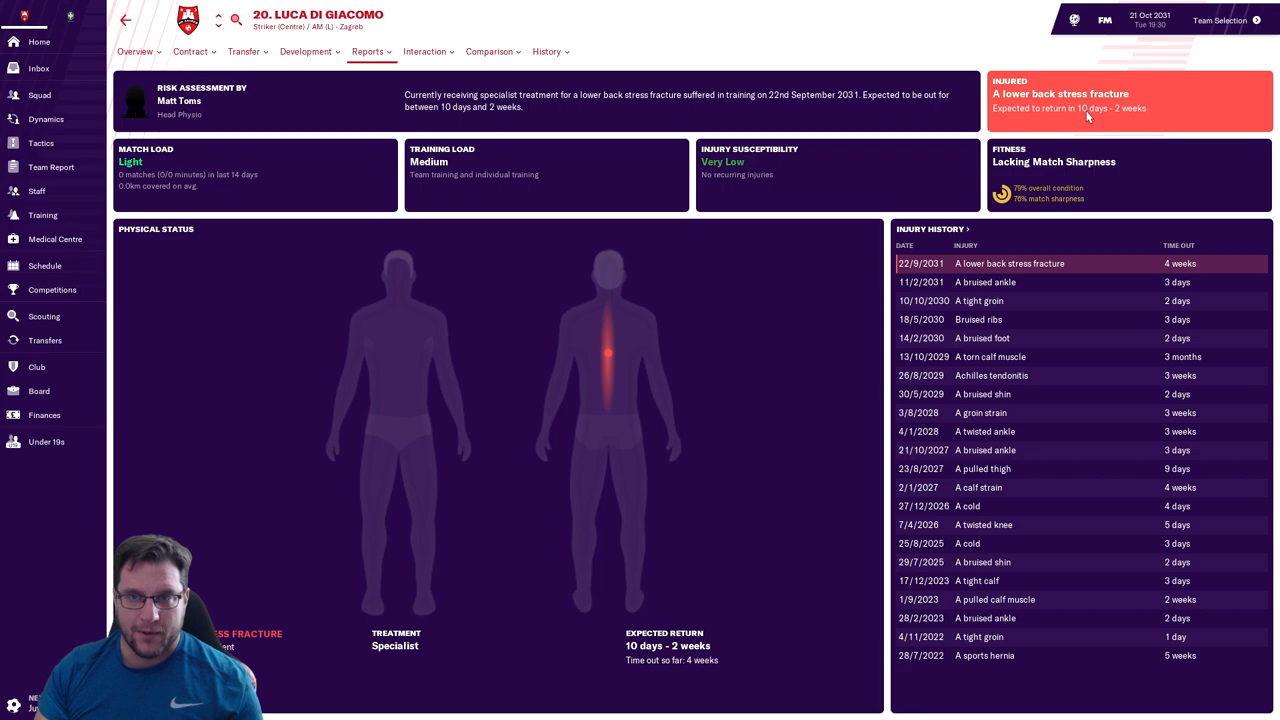 20. LUCA DI GIACOMO
Striker (Centre) / AM (L) - Zagreb
21 Oct 2031
Tue 19:30
FM
Team Selection
Home
Inbox
Squad
Dynamics
Tactics
Team Report
Staff
Training
Medical Centre
Schedule
Competitions
Scouting
Transfers
Club
Board
Finances
Under 19s
Overview
Contract
Transfer
Development
Reports
Interaction
Comparison
History
RISK ASSESSMENT BY
Matt Toms
Head Physio
Currently receiving specialist treatment for a lower back stress fracture suffered in training on 22nd September 2031. Expected to be out for
between 10 days and 2 weeks.
INJURED
A lower back stress fracture
Expected to return in 10 days - 2 weeks
MATCH LOAD
Light
0 matches (0/0 minutes) in last 14 days
0.0km covered on avg.
TRAINING LOAD
Medium
Team training and individual training
INJURY SUSCEPTIBILITY
Very Low
No recurring injuries
FITNESS
Lacking Match Sharpness
79% overall condition
76% match sharpness
PHYSICAL STATUS
SS FRACTURE
TREATMENT
Specialist
EXPECTED RETURN
10 days - 2 weeks
Time out so far: 4 weeks
INJURY HISTORY >
DATE INJURY TIME OUT
22/9/2031 A lower back stress fracture 4 weeks
11/2/2031 A bruised ankle 3 days
10/10/2030 A tight groin 2 days
18/5/2030 Bruised ribs 3 days
14/2/2030 A bruised foot 2 days
13/10/2029 A torn calf muscle 3 months
26/8/2029 Achilles tendonitis 3 weeks
30/5/2029 A bruised shin 2 days
3/8/2028 A groin strain 3 weeks
4/1/2028 A twisted ankle 3 weeks
21/10/2027 A bruised ankle 3 days
23/8/2027 A pulled thigh 9 days
2/1/2027 A calf strain 4 weeks
27/12/2026 A cold 4 days
7/4/2026 A twisted knee 5 days
25/8/2025 A cold 3 days
29/7/2025 A bruised shin 2 days
17/12/2023 A tight calf 3 days
1/9/2023 A pulled calf muscle 2 weeks
28/2/2023 A bruised ankle 2 days
4/11/2022 A tight groin 1 day
28/7/2022 A sports hernia 5 weeks